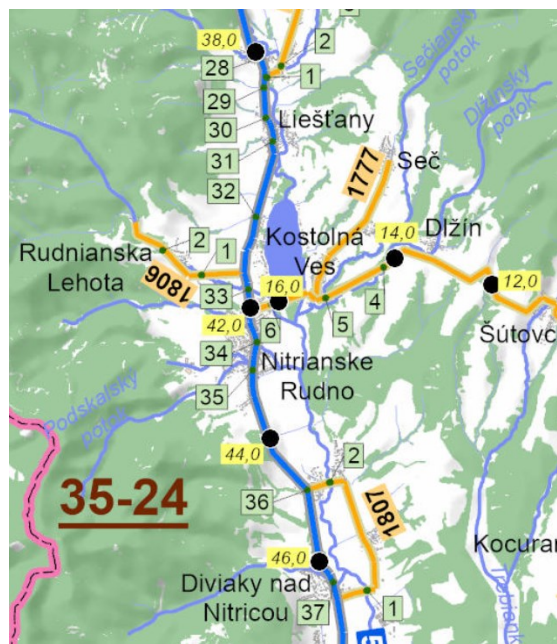 38,0
2
28
1
Sečiansky
potok
29
Dlžinsky
potok
30
Liešťany
31
1777
Seč
32
14,0
Dlžín
Kostolná
Ves
2
1
Rudnianska
Lehota
1806
33
16,0
4
12,0
5
42,0
6
Šútovc
34
Nitrianske
Rudno
35
Podskalský
potok
44,0
2
36
35-24
1807
46,0
Kocurar
Diviaky nad
Nitricou
37
1